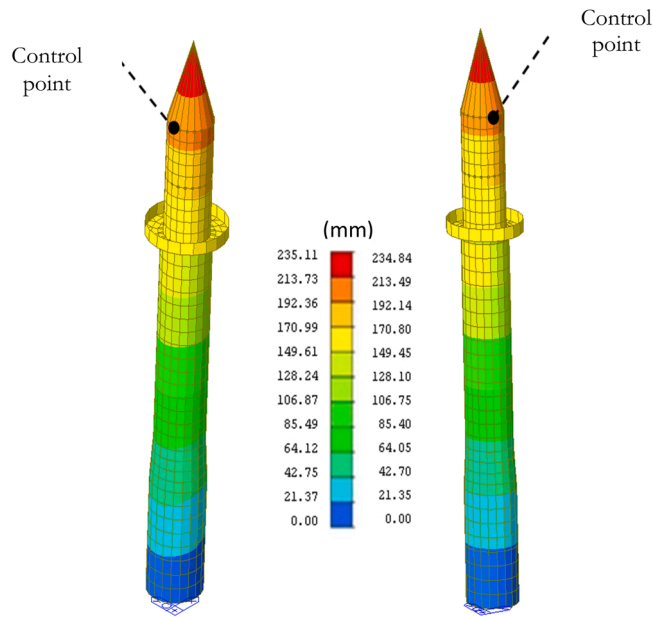 Control
point
Control
point
(mm)
235.11 234.84
213.73 213.49
192.36 192.14
170.99 170.80
149.61 149.45
128.24 128.10
106.87 106.75
85.49 85.40
64.12 64.05
42.75 42.70
21.37 21.35
0.00 0.00